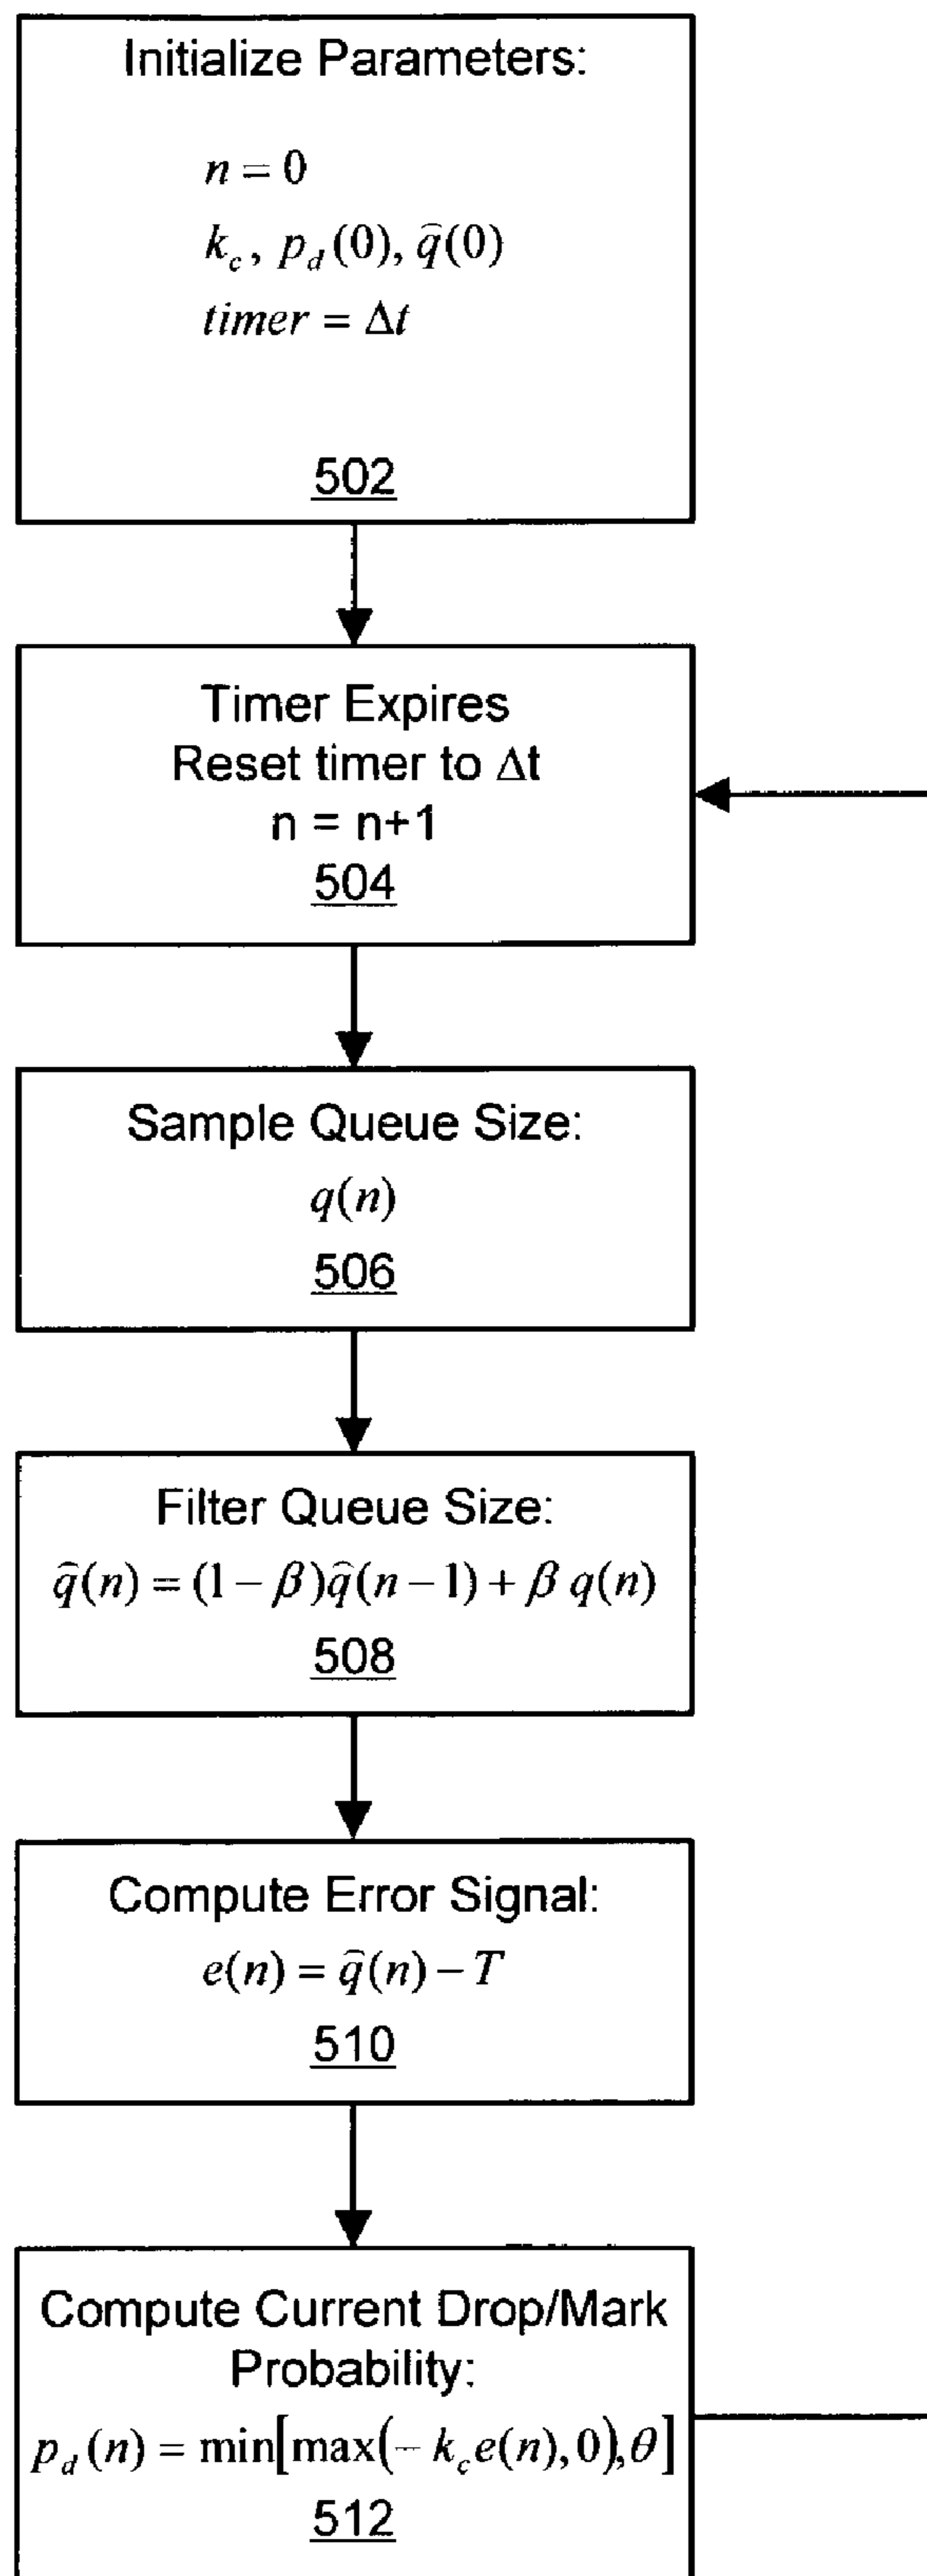 Initialize Parameters:
n = 0
k_c, p_d(0), q̂(0)
timer = Δt
502
Timer Expires
Reset timer to Δt
n = n+1
504
Sample Queue Size:
q(n)
506
Filter Queue Size:
q̂(n) = (1 − β)q̂(n − 1) + β q(n)
508
Compute Error Signal:
e(n) = q̂(n) − T
510
Compute Current Drop/Mark
Probability:
p_d(n) = min[max(− k_c e(n), 0), θ]
512